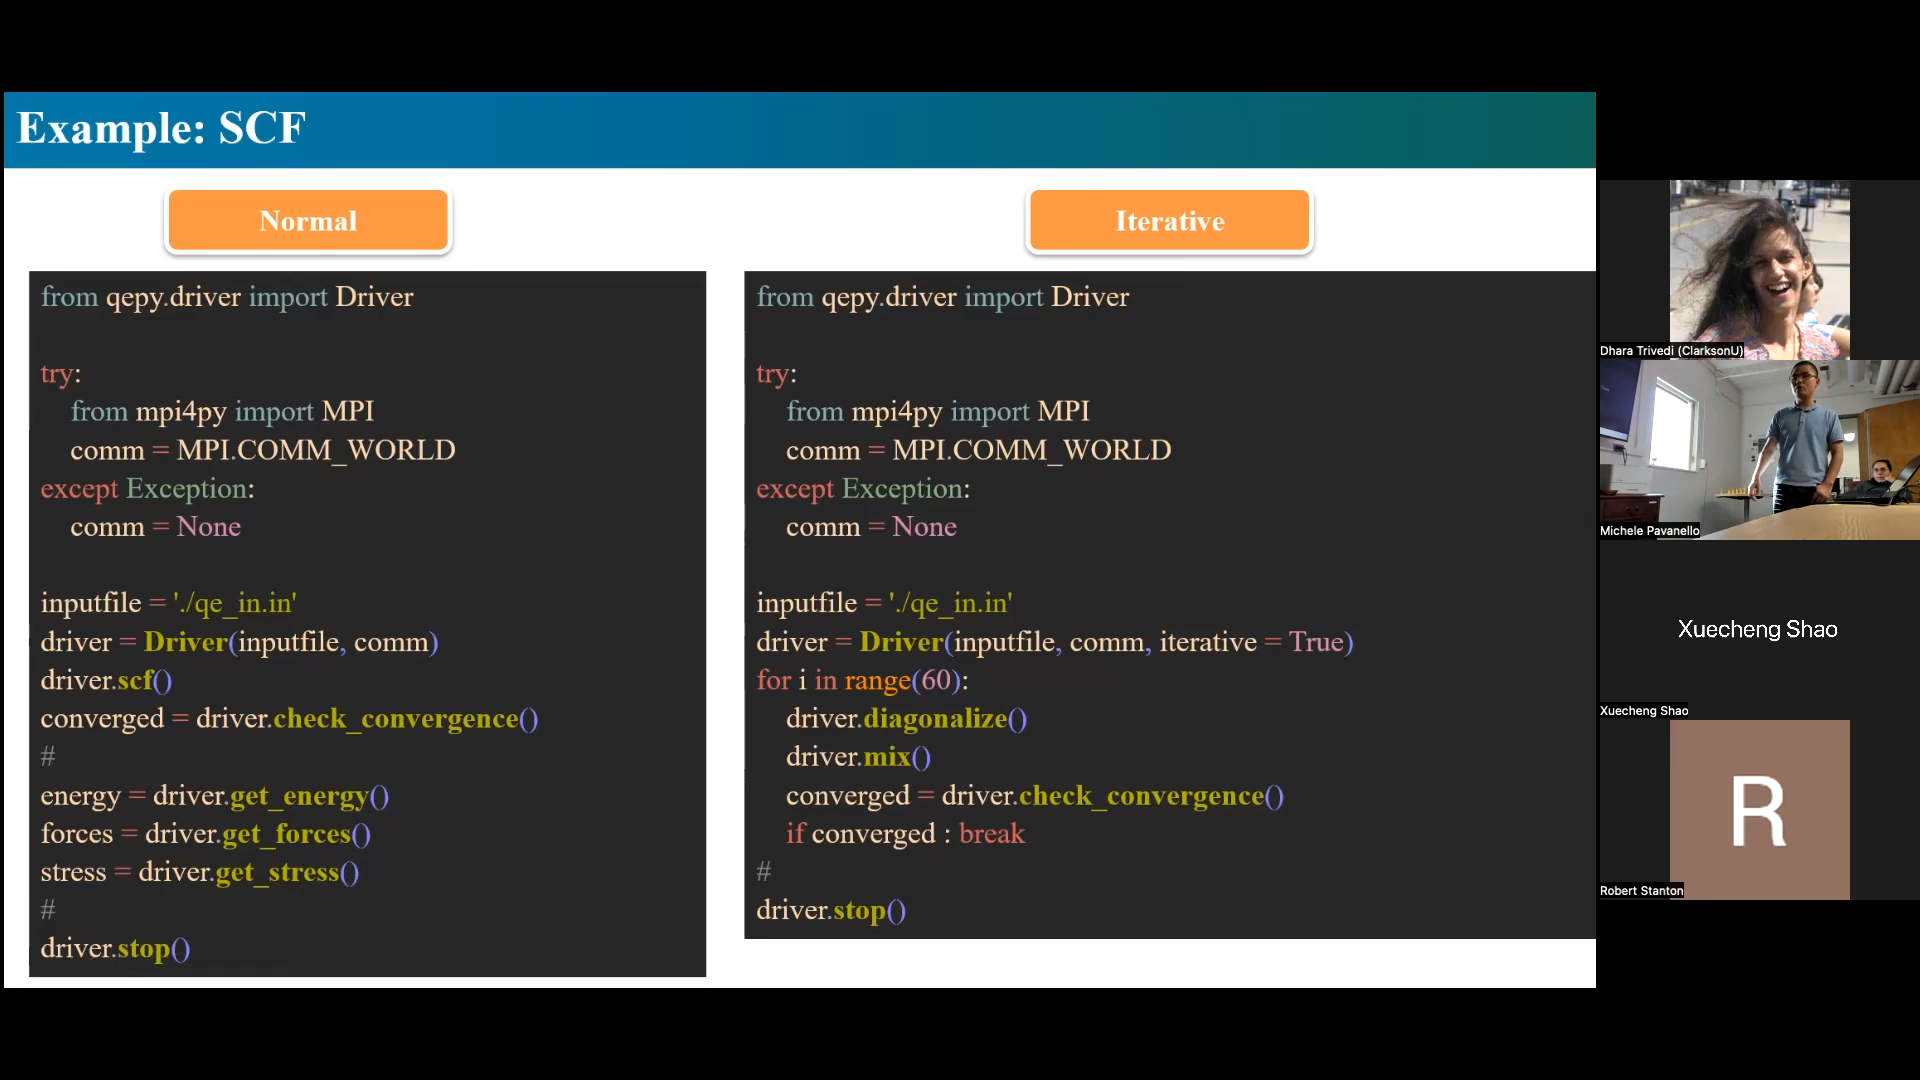 Example: SCF
Normal
from qepy.driver import Driver
try:
from mpi4py import MPI
comm = MPI.COMM_WORLD
except Exception:
comm = None
inputfile = './qe_in.in'
driver = Driver(inputfile, comm)
driver.scf()
converged = driver.check_convergence()
#
energy = driver.get_energy()
forces = driver.get_forces()
stress = driver.get_stress()
#
driver.stop()
Iterative
from qepy.driver import Driver
try:
from mpi4py import MPI
comm = MPI.COMM_WORLD
except Exception:
comm = None
inputfile = './qe_in.in'
driver = Driver(inputfile, comm, iterative = True)
for i in range(60):
driver.diagonalize()
driver.mix()
converged = driver.check_convergence()
if converged : break
#
driver.stop()
Dhara Trivedi (ClarksonU)
Michele Pavanello
Xuecheng Shao
Xuecheng Shao
R
Robert Stanton